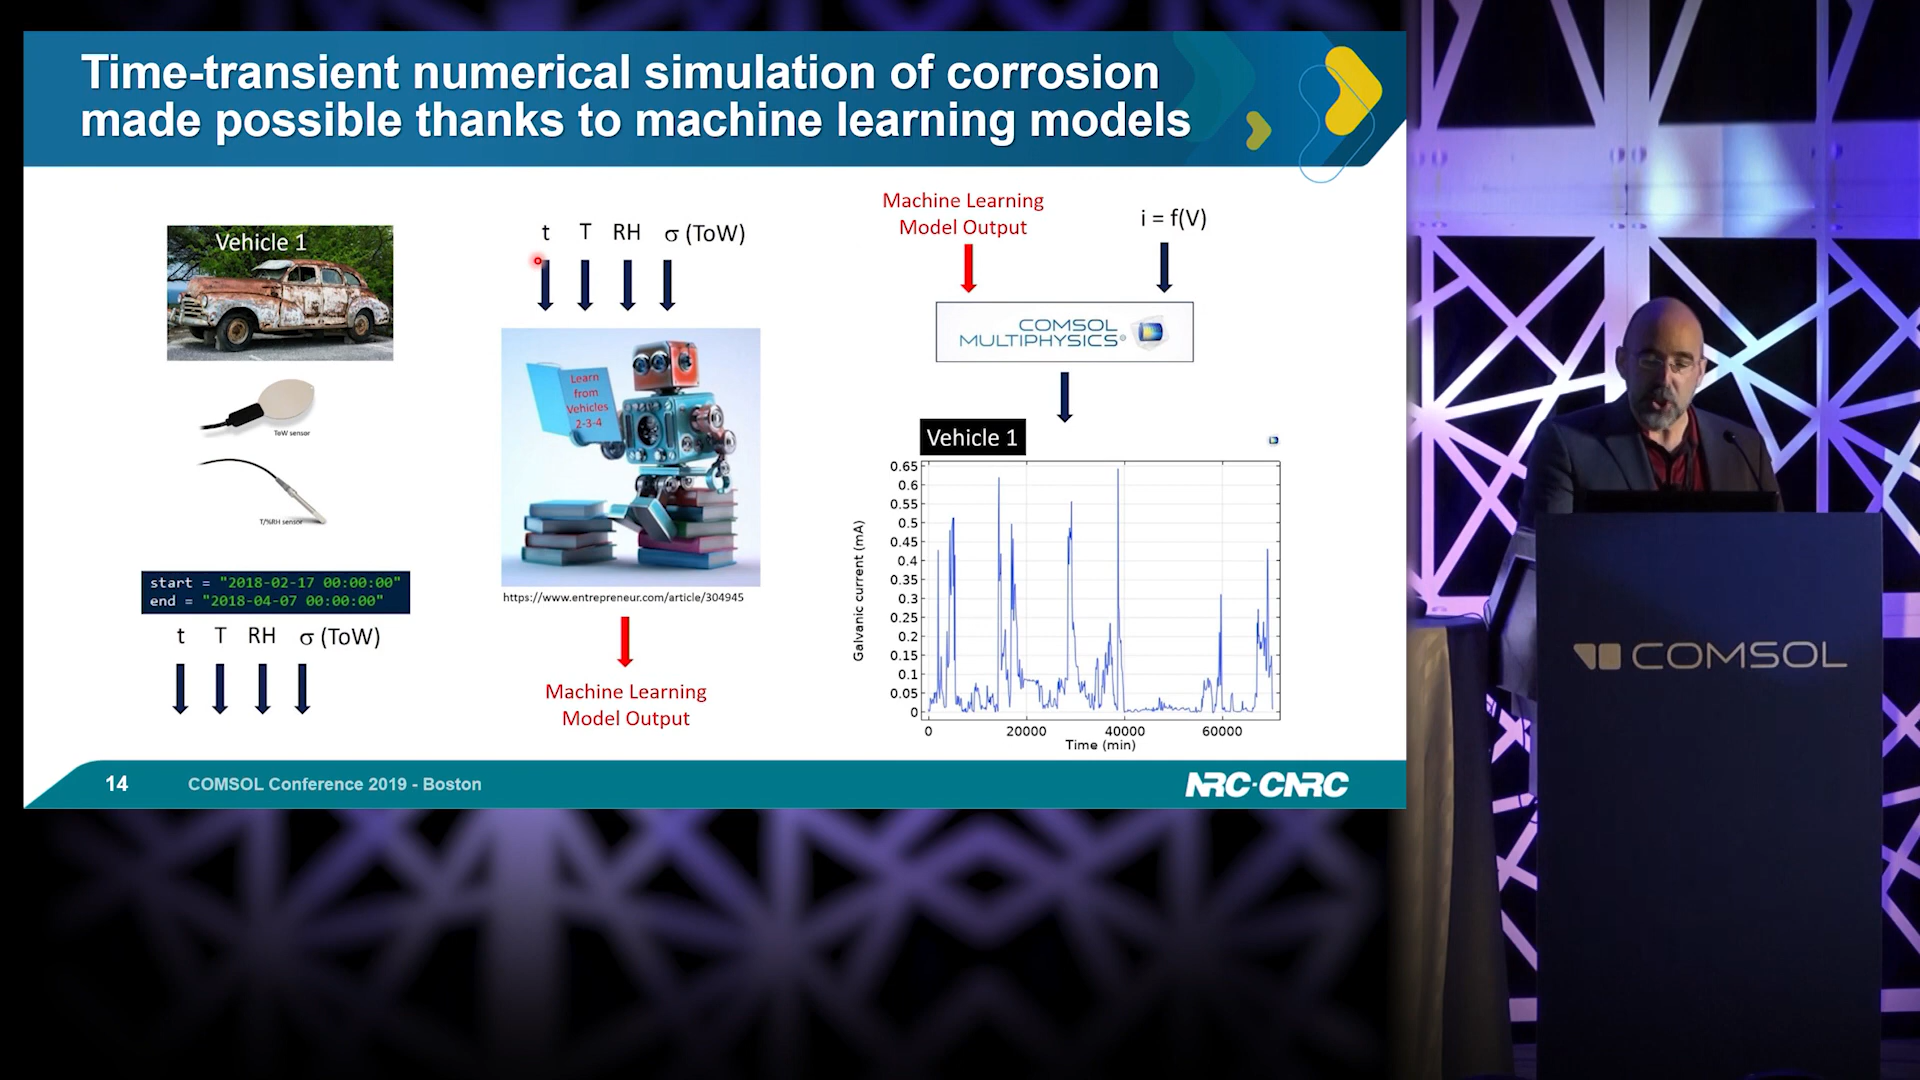 Time-transient numerical simulation of corrosion
made possible thanks to machine learning models
Vehicle 1
ToW sensor
T/%RH sensor
start = "2018-02-17 00:00:00"
end = "2018-04-07 00:00:00"
t T RH σ (ToW)
t T RH σ (ToW)
Learn
from
Vehicles
2-3-4
https://www.entrepreneur.com/article/304945
Machine Learning
Model Output
Machine Learning
Model Output
i = f(V)
COMSOL
MULTIPHYSICS®
Vehicle 1
Galvanic current (mA)
0.65
0.6
0.55
0.5
0.45
0.4
0.35
0.3
0.25
0.2
0.15
0.1
0.05
0
0 20000 40000 60000
Time (min)
14 COMSOL Conference 2019 - Boston
NRC·CNRC
COMSOL